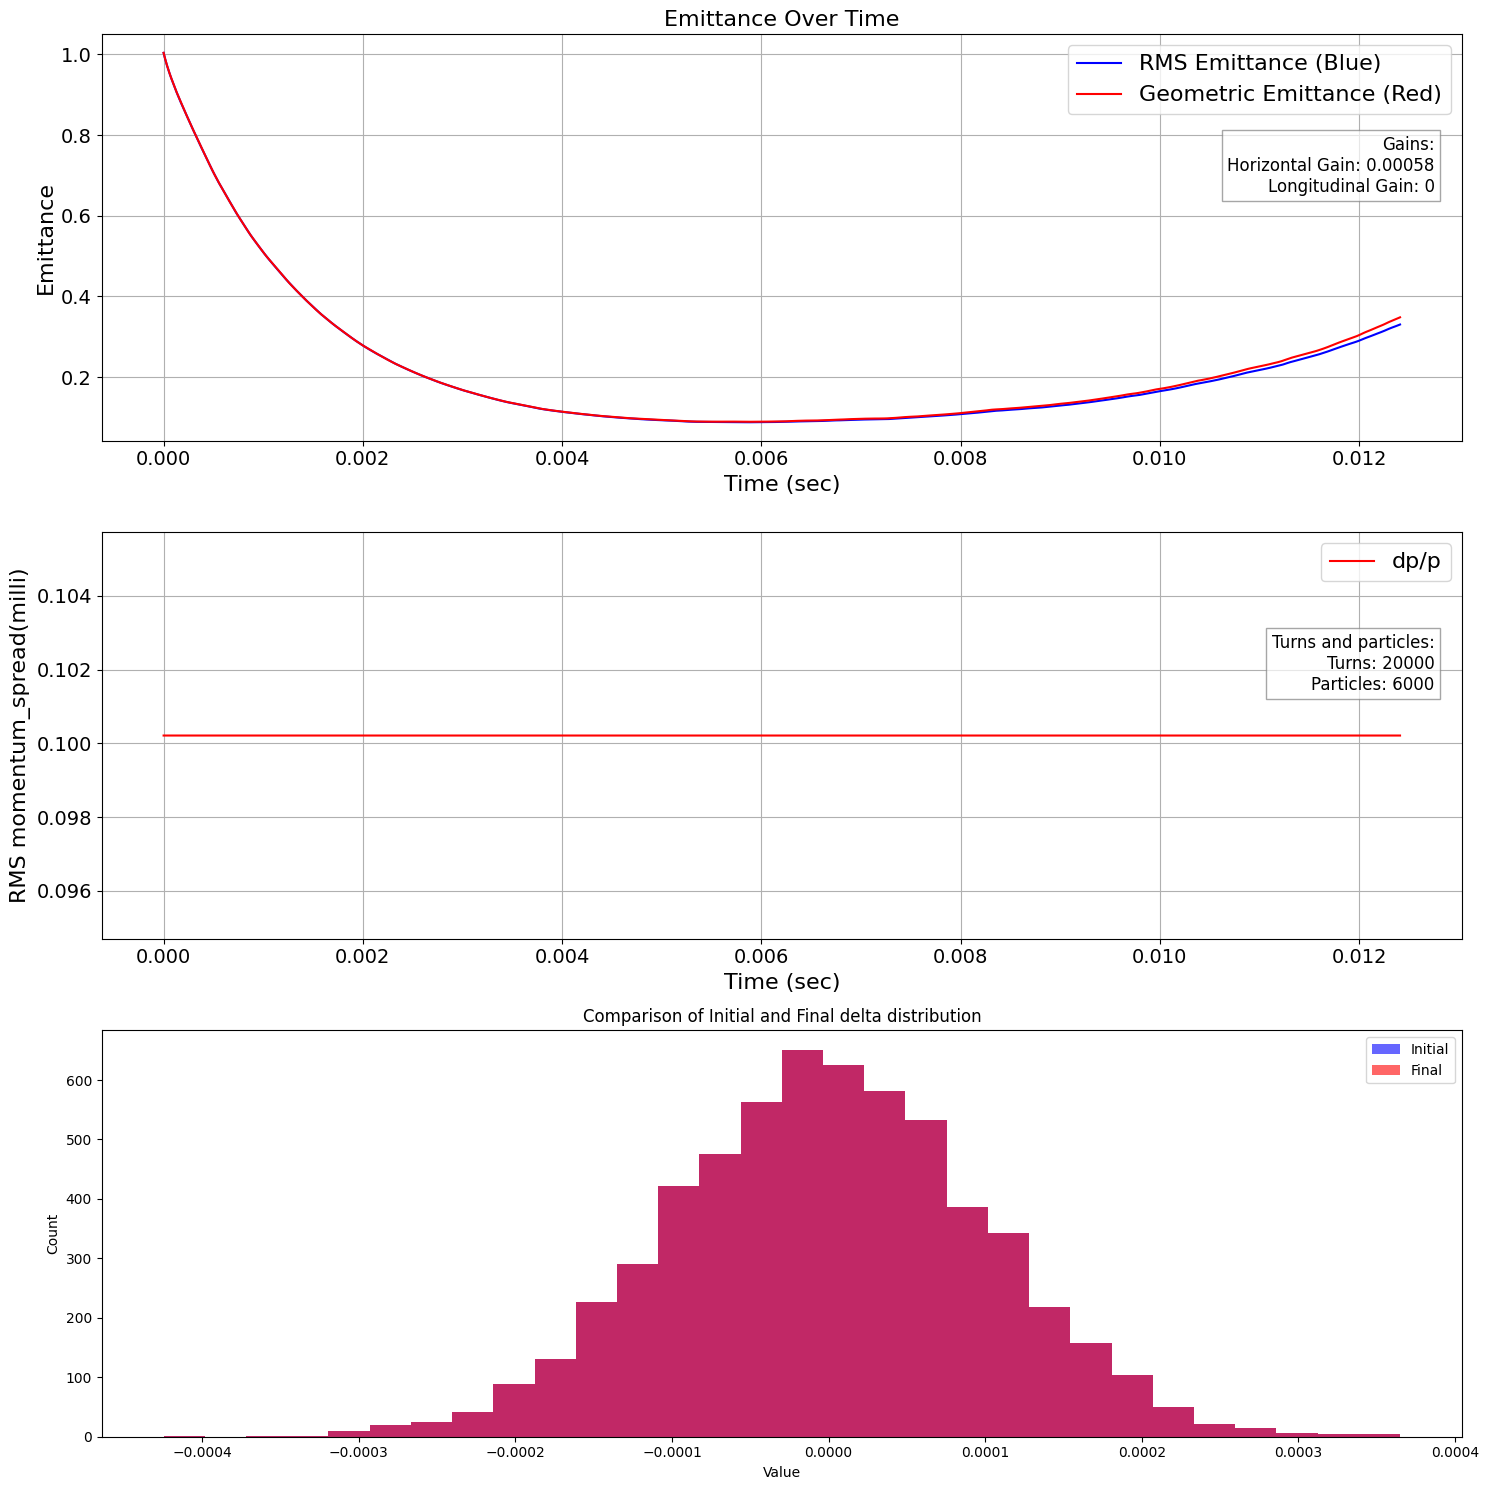 Emittance Over Time
RMS Emittance (Blue)
Geometric Emittance (Red)
Gains:
Horizontal Gain: 0.00058
Longitudinal Gain: 0
Emittance
1.0
0.8
0.6
0.4
0.2
0.000 0.002 0.004 0.006 0.008 0.010 0.012
Time (sec)
dp/p
Turns and particles:
Turns: 20000
Particles: 6000
RMS momentum_spread(milli)
0.104
0.102
0.100
0.098
0.096
0.000 0.002 0.004 0.006 0.008 0.010 0.012
Time (sec)
Comparison of Initial and Final delta distribution
Initial
Final
Count
600
500
400
300
200
100
0
−0.0004 −0.0003 −0.0002 −0.0001 0.0000 0.0001 0.0002 0.0003 0.0004
Value